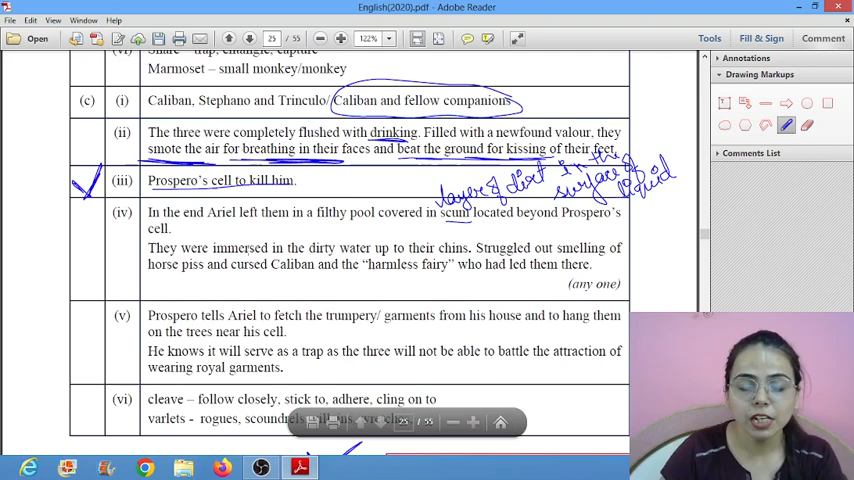 English(2020).pdf - Adobe Reader
File Edit View Window Help
Open 25 / 55 122% Tools Fill & Sign Comment
Marmoset – small monkey/monkey
(c) (i) Caliban, Stephano and Trinculo/ Caliban and fellow companions
(ii) The three were completely flushed with drinking. Filled with a newfound valour, they
smote the air for breathing in their faces and beat the ground for kissing of their feet.
(iii) Prospero's cell to kill him.
layer of dirt in the
surface of
liquid
(iv) In the end Ariel left them in a filthy pool covered in scum located beyond Prospero's
cell.
They were immersed in the dirty water up to their chins. Struggled out smelling of
horse piss and cursed Caliban and the "harmless fairy" who had led them there.
(any one)
(v) Prospero tells Ariel to fetch the trumpery/ garments from his house and to hang them
on the trees near his cell.
He knows it will serve as a trap as the three will not be able to battle the attraction of
wearing royal garments.
(vi) cleave – follow closely, stick to, adhere, cling on to
varlets - rogues, scoundrels,
25 / 55
Annotations
Drawing Markups
Comments List